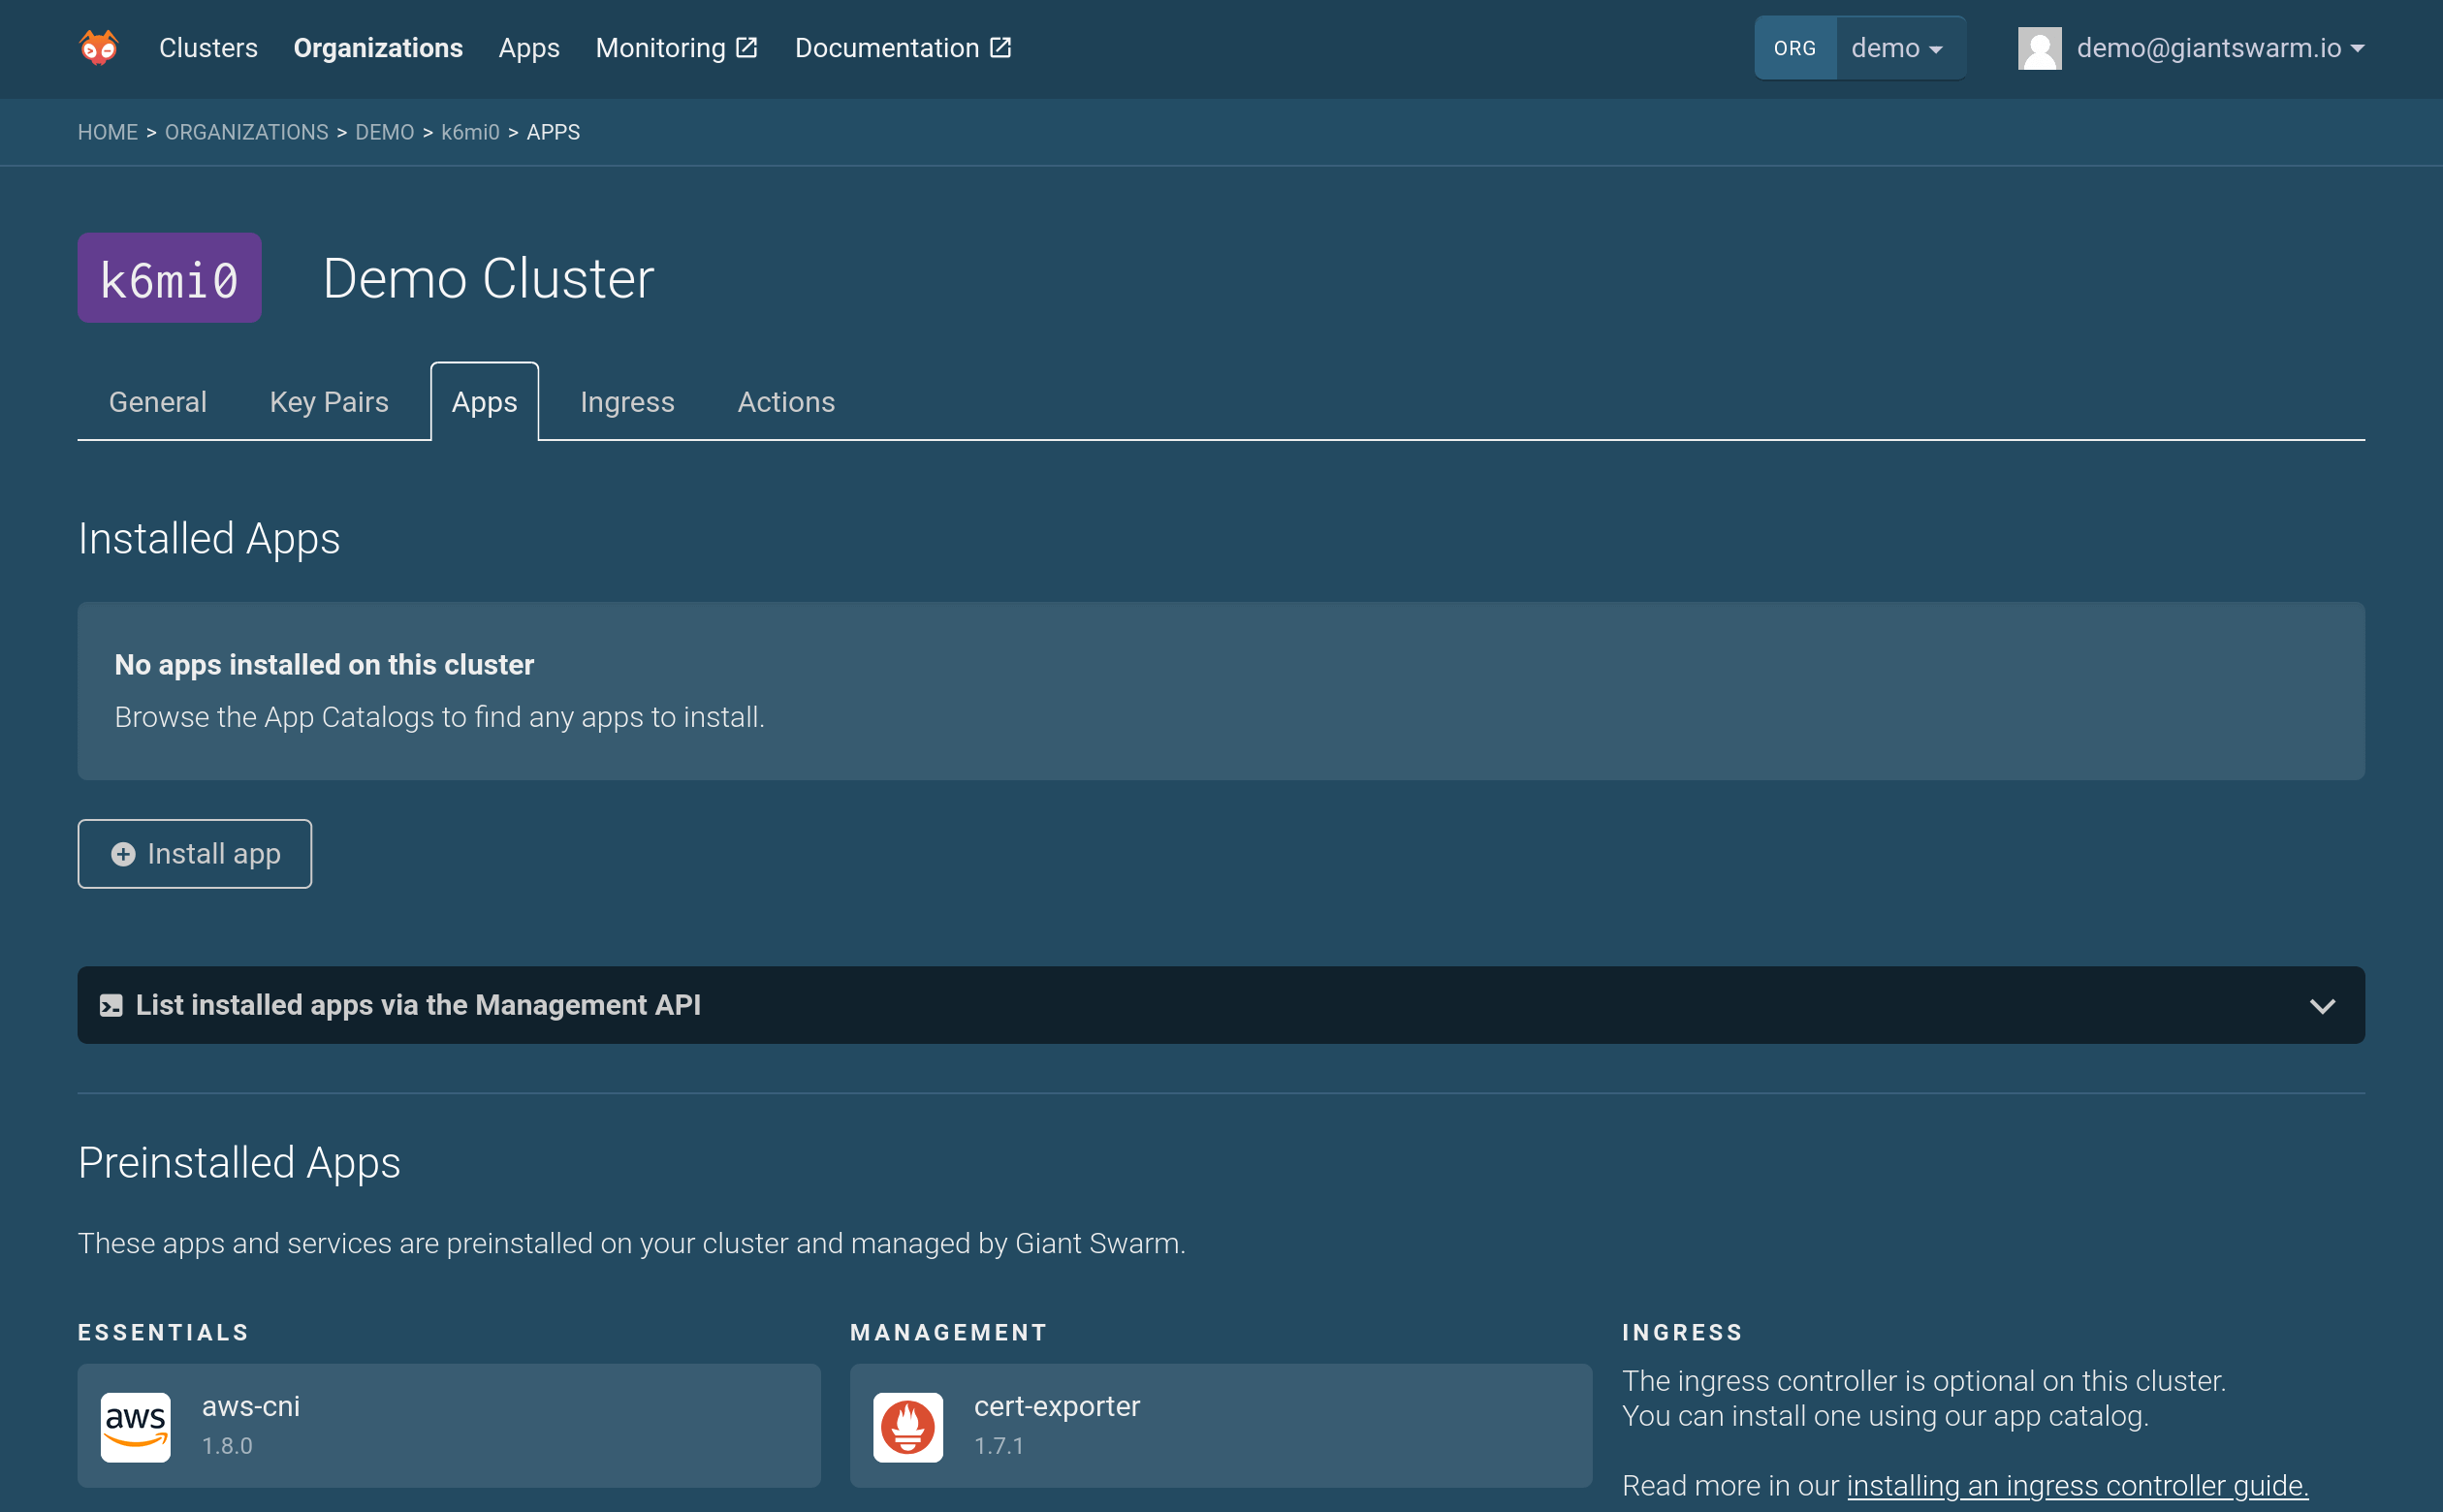 Clusters Organizations Apps Monitoring Documentation ORG demo demo@giantswarm.io
HOME > ORGANIZATIONS > DEMO > k6mi0 > APPS
k6mi0 Demo Cluster
General Key Pairs Apps Ingress Actions
Installed Apps
No apps installed on this cluster
Browse the App Catalogs to find any apps to install.
Install app
List installed apps via the Management API
Preinstalled Apps
These apps and services are preinstalled on your cluster and managed by Giant Swarm.
ESSENTIALS
aws
aws-cni
1.8.0
MANAGEMENT
cert-exporter
1.7.1
INGRESS
The ingress controller is optional on this cluster.
You can install one using our app catalog.
Read more in our installing an ingress controller guide.